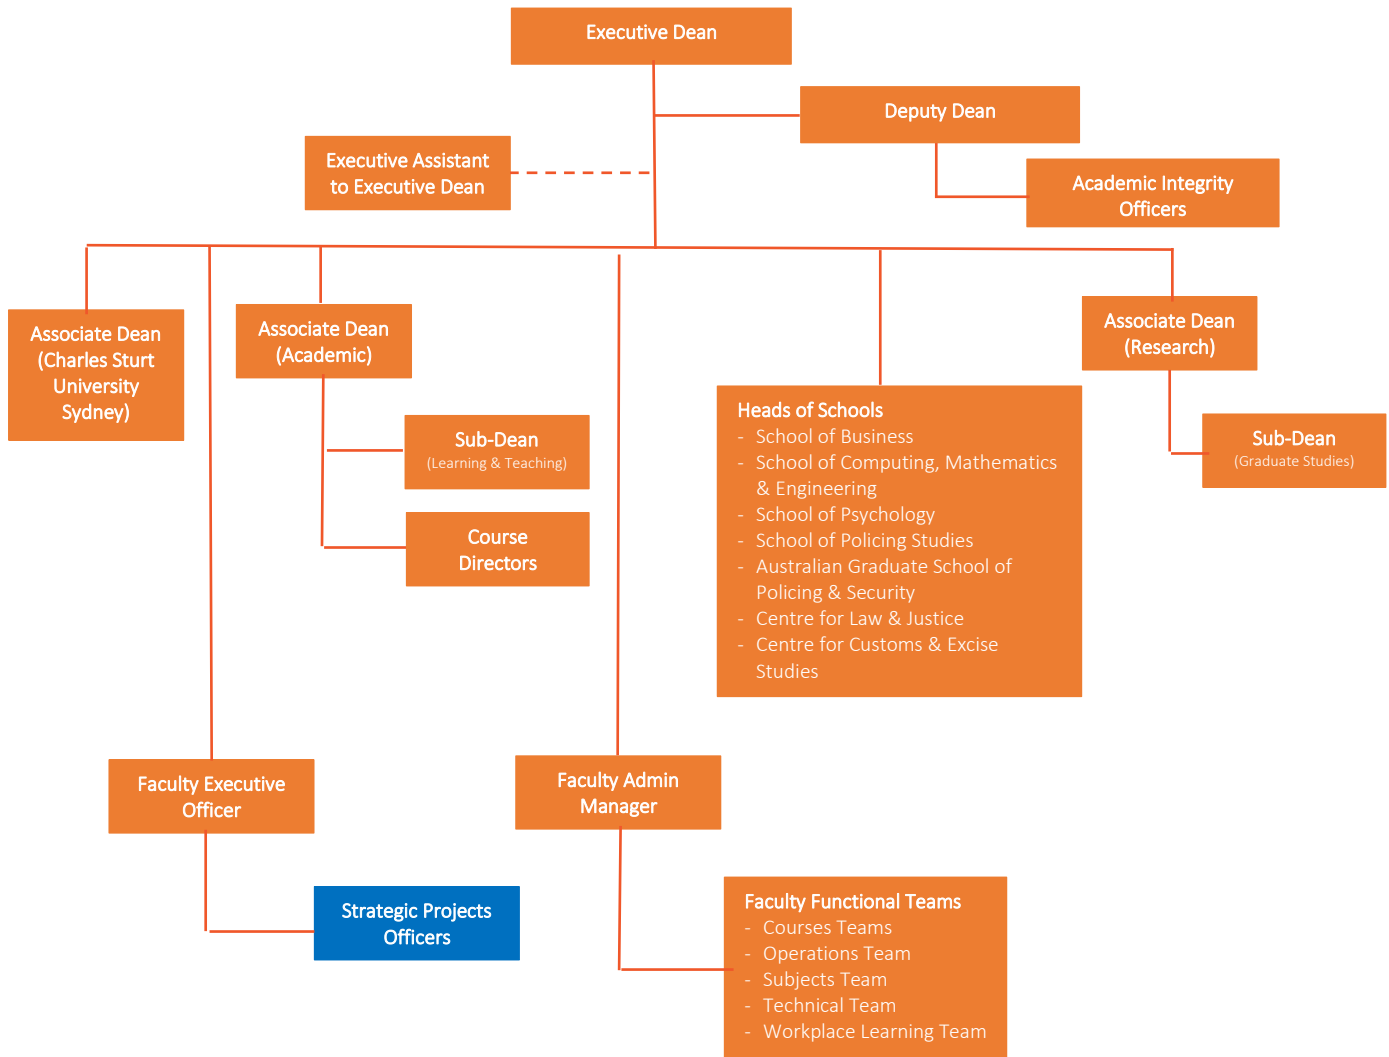 Executive Dean
Deputy Dean
Executive Assistant
to Executive Dean
Academic Integrity
Officers
Associate Dean
(Charles Sturt
University
Sydney)
Associate Dean
(Academic)
Associate Dean
(Research)
Sub-Dean
(Learning & Teaching)
Course
Directors
Heads of Schools
- School of Business
- School of Computing, Mathematics
& Engineering
- School of Psychology
- School of Policing Studies
- Australian Graduate School of
Policing & Security
- Centre for Law & Justice
- Centre for Customs & Excise
Studies
Sub-Dean
(Graduate Studies)
Faculty Executive
Officer
Faculty Admin
Manager
Strategic Projects
Officers
Faculty Functional Teams
- Courses Teams
- Operations Team
- Subjects Team
- Technical Team
- Workplace Learning Team